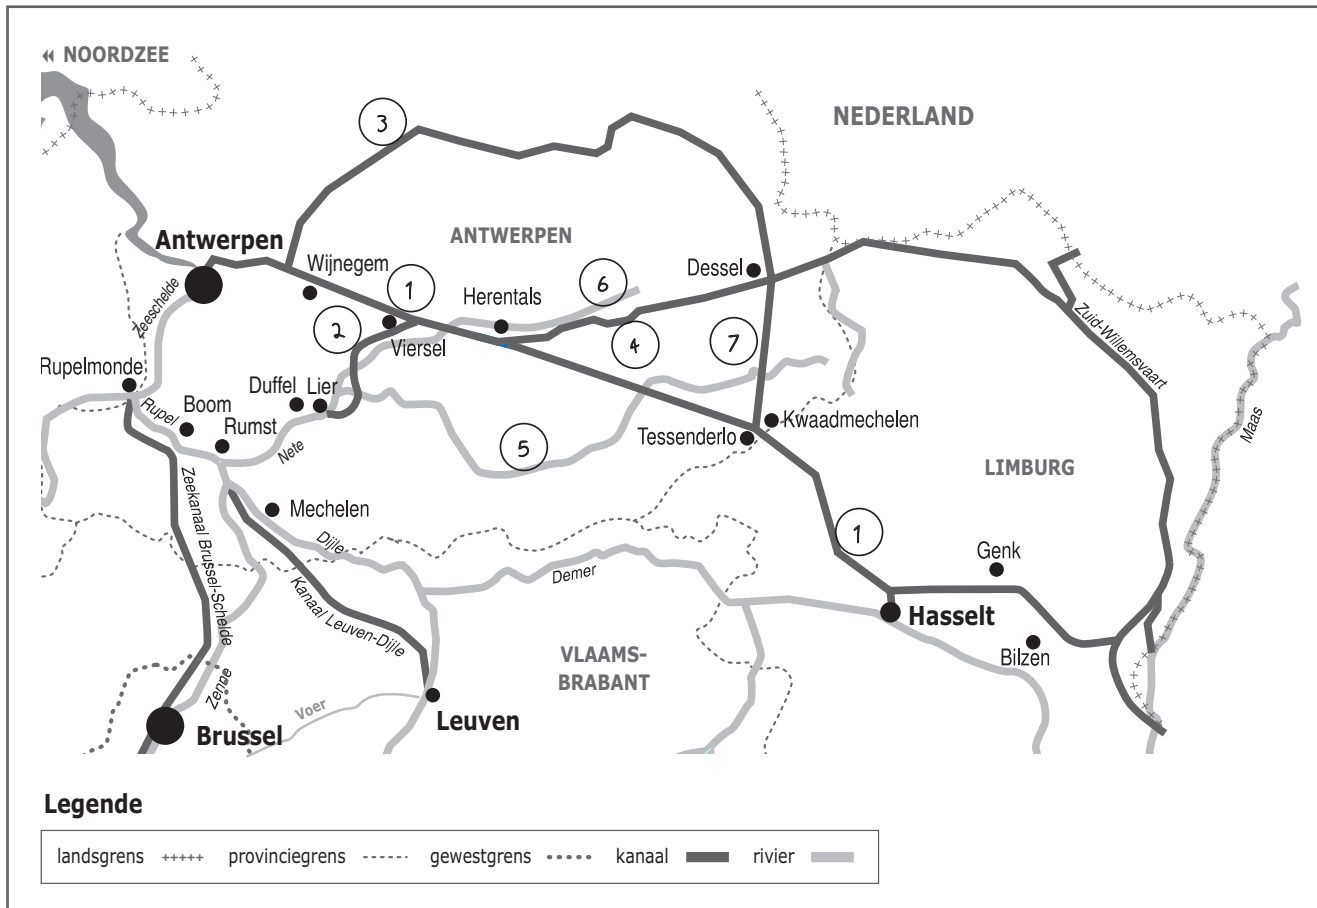 NOORDZEE
3
NEDERLAND
Antwerpen
ANTWERPEN
Wijnegem
Dessel
1
Herentals
6
Zeeschelde
2
Viersel
4
7
Zuid-Willemsvaart
Rupelmonde
Duffel
Lier
Boom
Rupel
Rumst
Nete
5
Tessenderlo
Kwaadmechelen
Maas
LIMBURG
Mechelen
Zeekanaal Brussel-Schelde
Dijle
1
Genk
Demer
Kanaal Leuven-Dijle
Hasselt
Bilzen
VLAAMS-
BRABANT
Zenne
Voer
Leuven
Brussel
Legende
landsgrens
provinciegrens
gewestgrens
kanaal
rivier